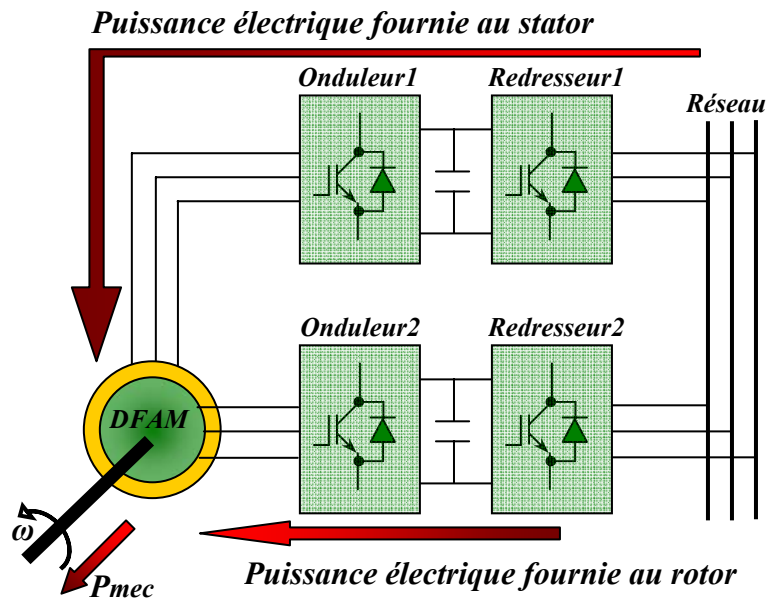 Puissance électrique fournie au stator
Onduleur1
Redresseur1
Réseau
Onduleur2
Redresseur2
DFAM
ω
Pmec
Puissance électrique fournie au rotor